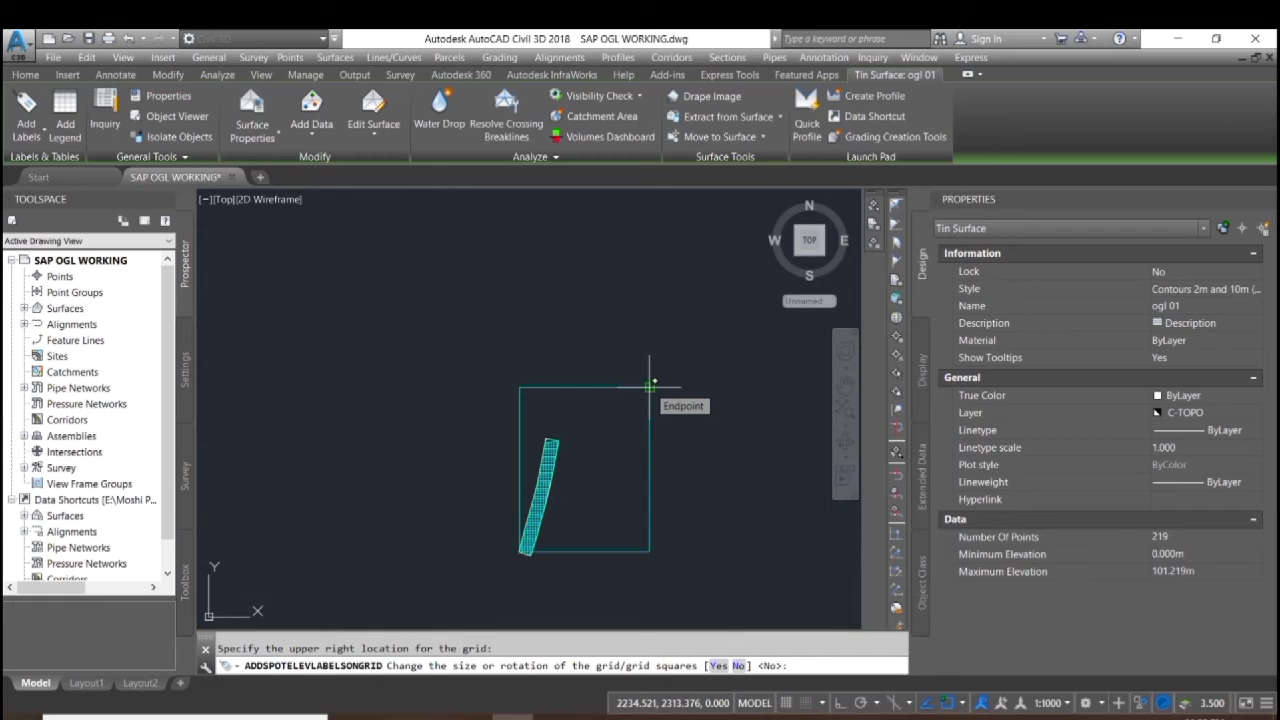 Autodesk AutoCAD Civil 3D 2018 SAP OGL WORKING.dwg
Type a keyword or phrase
Sign In
File Edit View Insert General Survey Points Surfaces Lines/Curves Parcels Grading Alignments Profiles Corridors Sections Pipes Annotation Inquiry Window Express
Home Insert Annotate Modify Analyze View Manage Output Survey Autodesk 360 Autodesk InfraWorks Help Add-ins Express Tools Featured Apps Tin Surface: ogl 01
Add Labels
Add Legend
Inquiry
Properties
Object Viewer
Isolate Objects
Surface Properties
Add Data
Edit Surface
Water Drop
Resolve Crossing Breaklines
Visibility Check
Catchment Area
Volumes Dashboard
Drape Image
Extract from Surface
Move to Surface
Quick Profile
Create Profile
Data Shortcut
Grading Creation Tools
Labels & Tables
General Tools
Modify
Analyze
Surface Tools
Launch Pad
Start
SAP OGL WORKING*
TOOLSPACE
Active Drawing View
SAP OGL WORKING
Points
Point Groups
Surfaces
Alignments
Feature Lines
Sites
Catchments
Pipe Networks
Pressure Networks
Corridors
Assemblies
Intersections
Survey
View Frame Groups
Data Shortcuts [E:\Moshi P...
Surfaces
Alignments
Pipe Networks
Pressure Networks
Corridors
Prospector
Settings
Survey
Toolbox
[−][Top][2D Wireframe]
N
W TOP E
S
Unnamed
Endpoint
Y
X
Design
Display
Extended Data
Object Class
PROPERTIES
Tin Surface
Information
Lock No
Style Contours 2m and 10m (...
Name ogl 01
Description Description
Material ByLayer
Show Tooltips Yes
General
True Color ByLayer
Layer C-TOPO
Linetype ByLayer
Linetype scale 1.000
Plot style ByColor
Lineweight ByLayer
Hyperlink
Data
Number Of Points 219
Minimum Elevation 0.000m
Maximum Elevation 101.219m
Specify the upper right location for the grid:
ADDSPOTELEVLABELSONGRID Change the size or rotation of the grid/grid squares [Yes No] <No>:
Model Layout1 Layout2
2234.521, 2313.376, 0.000 MODEL 1:1000 3.500